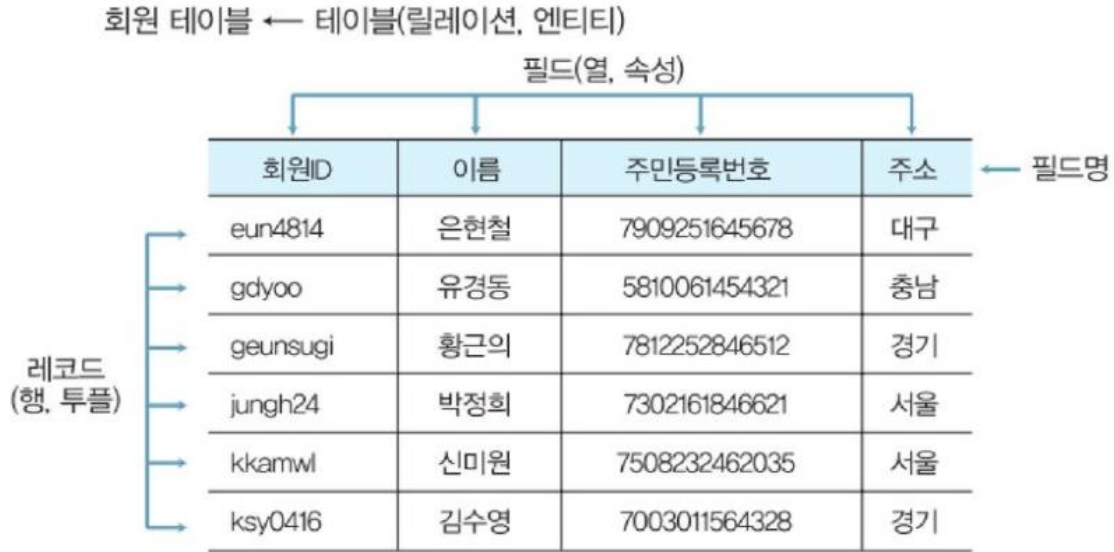 회원 테이블 ← 테이블(릴레이션, 엔티티)
필드(열, 속성)
회원ID 이름 주민등록번호 주소 ← 필드명
eun4814 은현철 7909251645678 대구
gdyoo 유경동 5810061454321 충남
geunsugi 황근의 7812252846512 경기
레코드
(행, 투플)
jungh24 박정희 7302161846621 서울
kkamwl 신미원 7508232462035 서울
ksy0416 김수영 7003011564328 경기